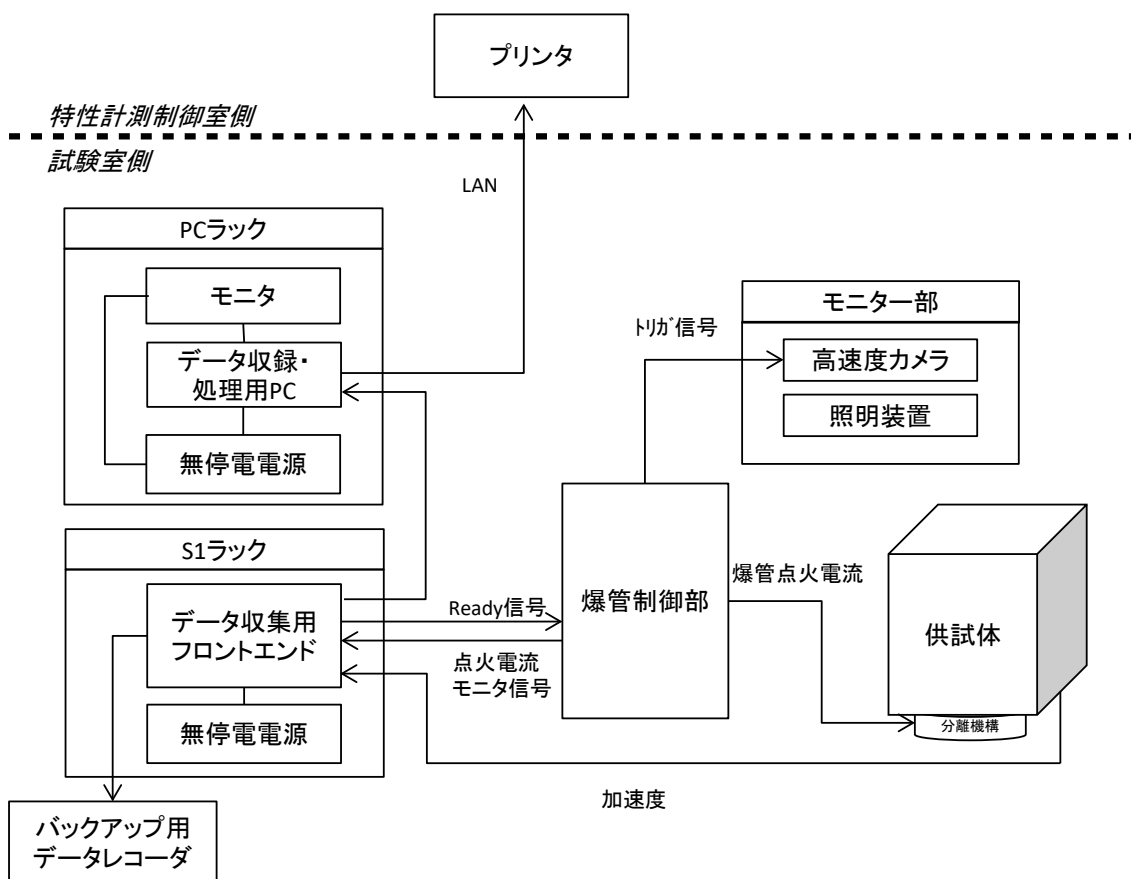 プリンタ
特性計測制御室側
試験室側
LAN
PCラック
モニタ
データ収録・
処理用PC
無停電電源
モニター部
ﾄﾘｶﾞ信号
高速度カメラ
照明装置
S1ラック
データ収集用
フロントエンド
無停電電源
Ready信号
点火電流
モニタ信号
爆管制御部
爆管点火電流
供試体
分離機構
加速度
バックアップ用
データレコーダ